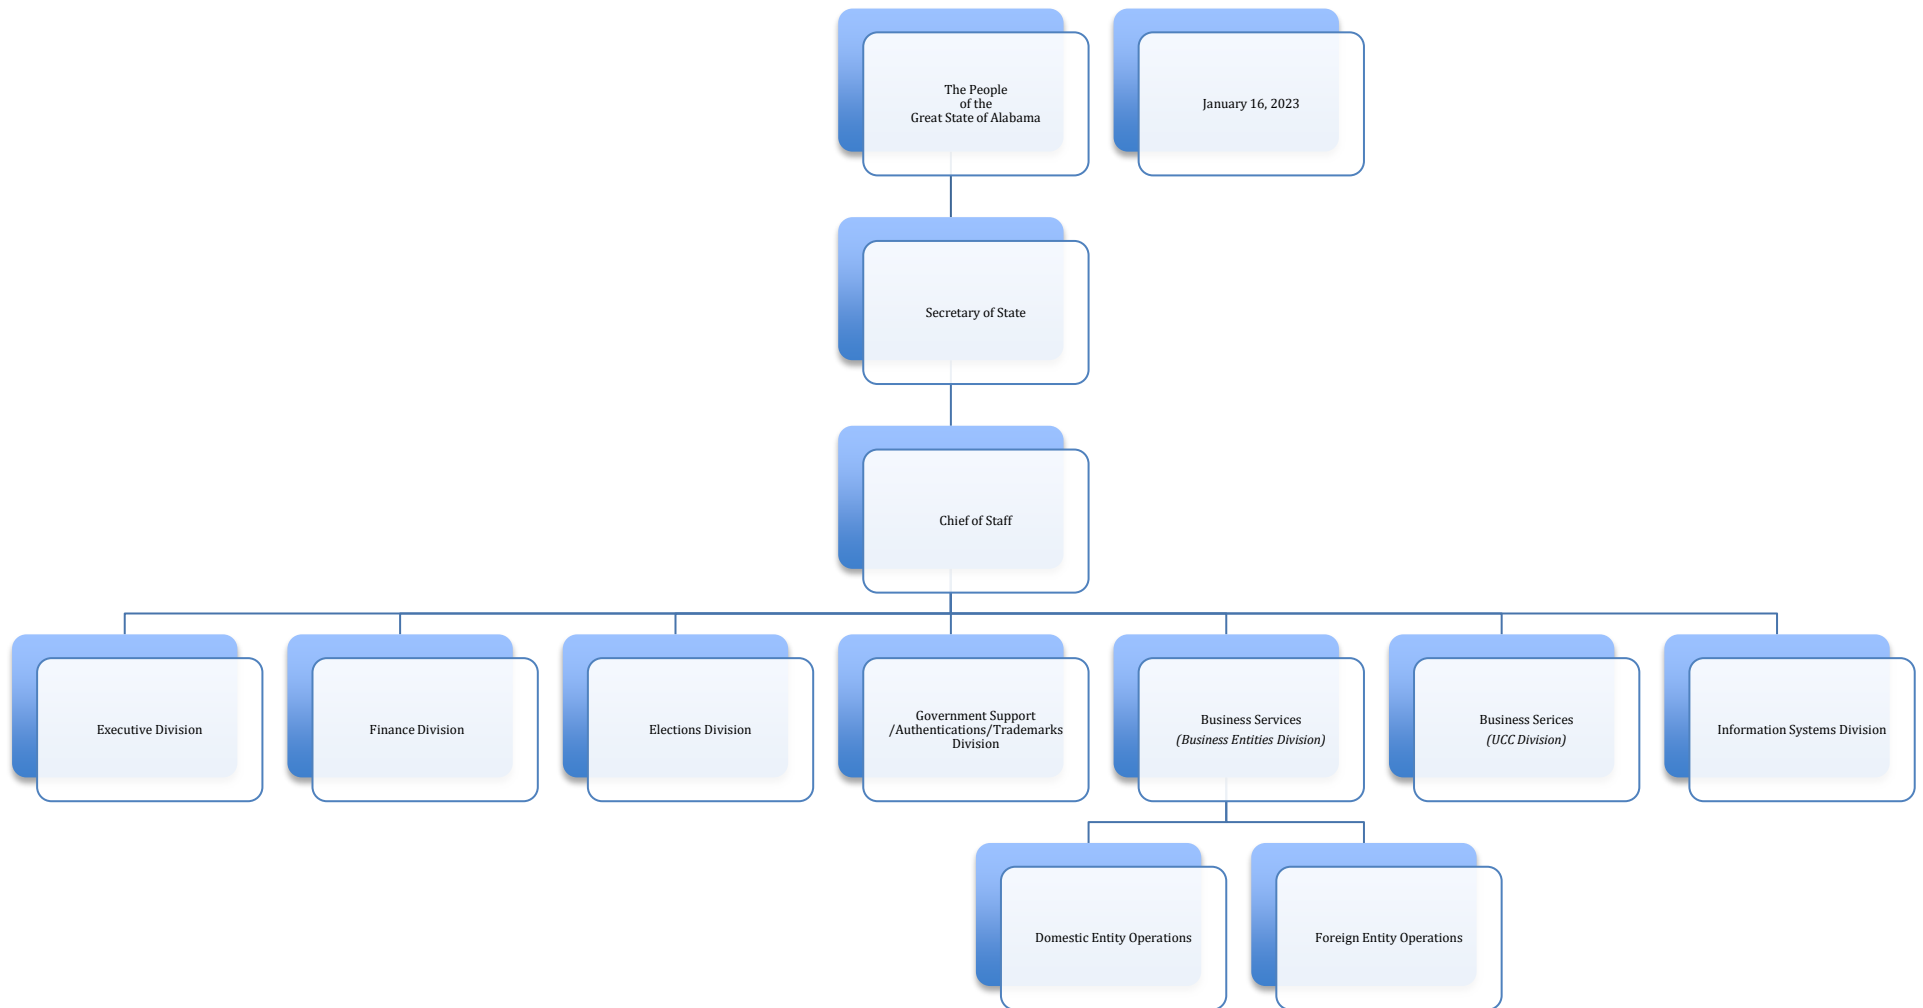 The People
of the
Great State of Alabama
January 16, 2023
Secretary of State
Chief of Staff
Executive Division
Finance Division
Elections Division
Government Support
/Authentications/Trademarks
Division
Business Services
(Business Entities Division)
Business Serices
(UCC Division)
Information Systems Division
Domestic Entity Operations
Foreign Entity Operations